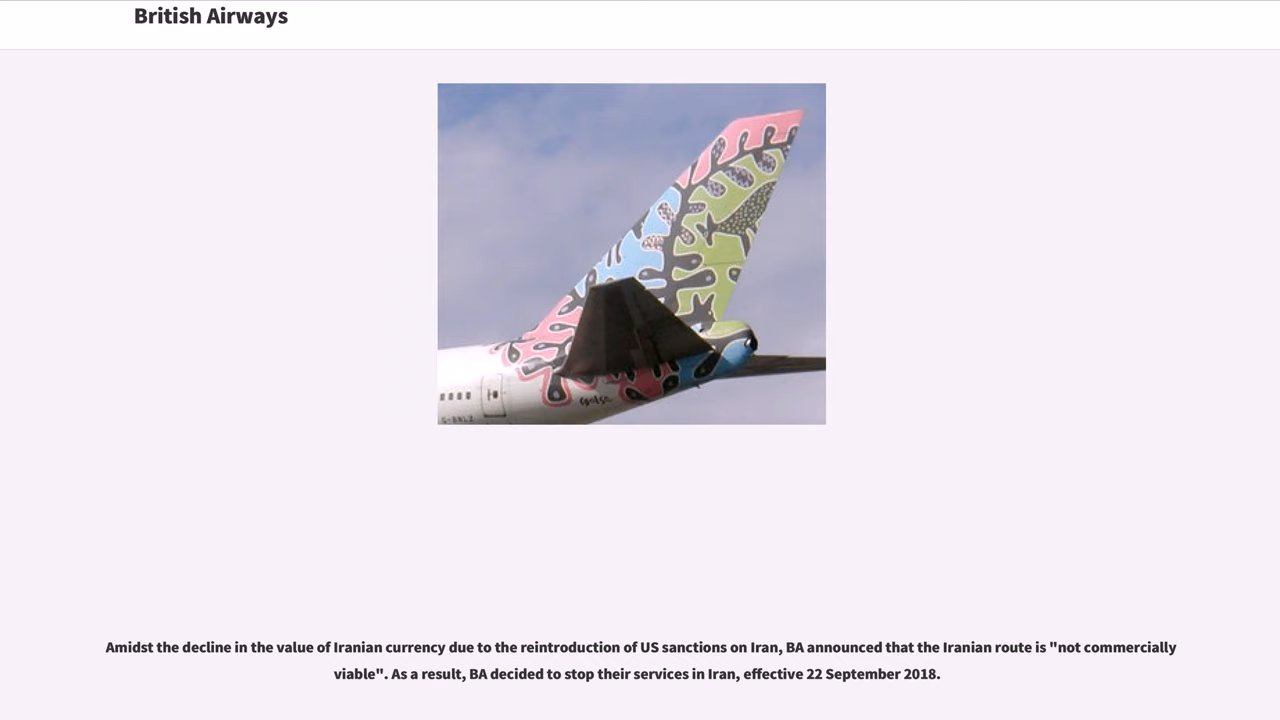 British Airways
G-BNLZ
Amidst the decline in the value of Iranian currency due to the reintroduction of US sanctions on Iran, BA announced that the Iranian route is "not commercially
viable". As a result, BA decided to stop their services in Iran, effective 22 September 2018.